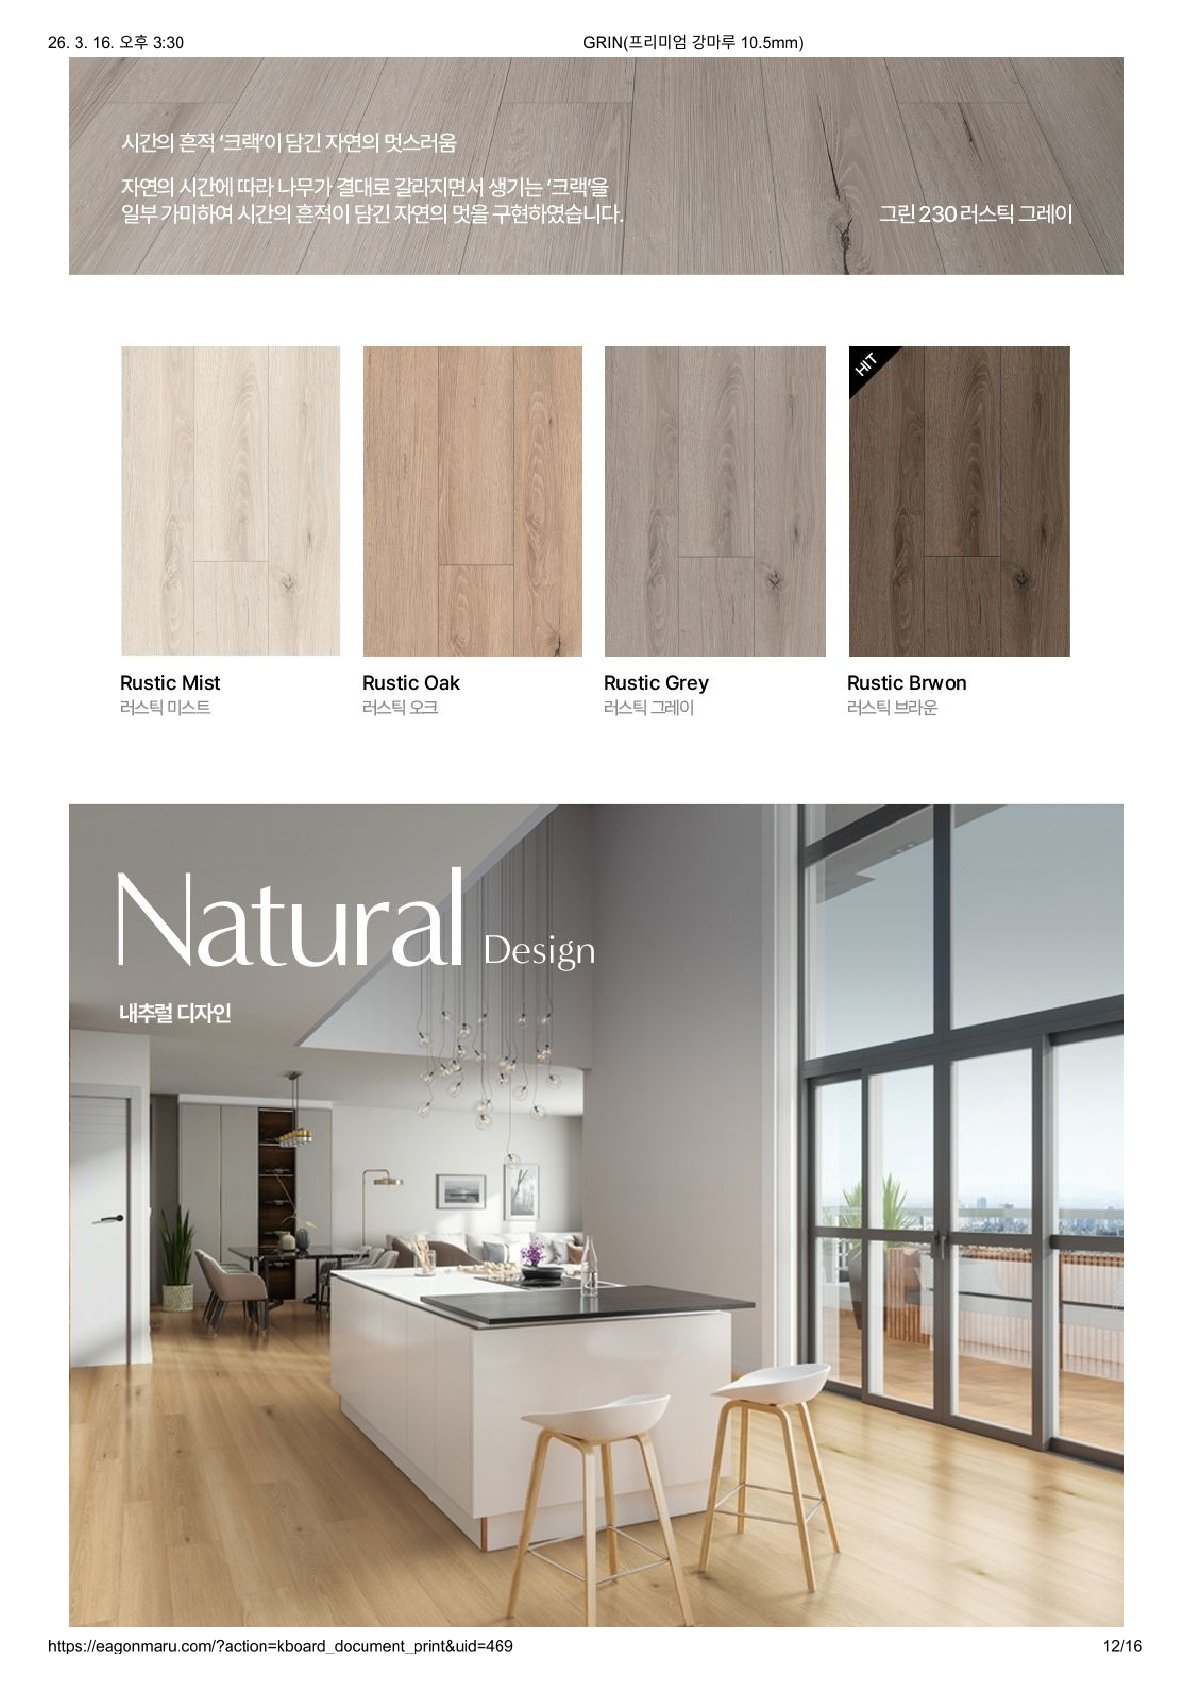 26. 3. 16. 오후 3:30
GRIN(프리미엄 강마루 10.5mm)
시간의 흔적 ‘크랙’이 담긴 자연의 멋스러움
자연의 시간에 따라 나무가 결대로 갈라지면서 생기는 ‘크랙’을
일부 가미하여 시간의 흔적이 담긴 자연의 멋을 구현하였습니다.
그린 230 러스틱 그레이
HIT
Rustic Mist
러스틱 미스트
Rustic Oak
러스틱 오크
Rustic Grey
러스틱 그레이
Rustic Brwon
러스틱 브라운
Natural Design
내추럴 디자인
https://eagonmaru.com/?action=kboard_document_print&uid=469
12/16